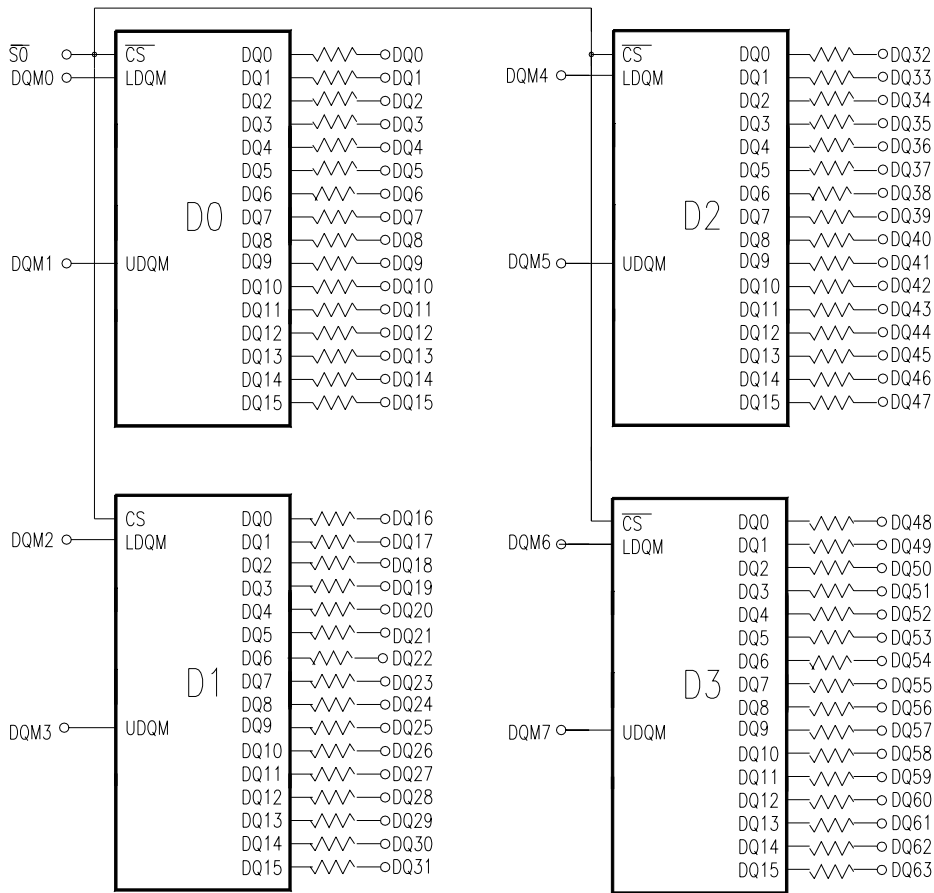 S̅0̅ C̅S̅ DQ0 DQ0
DQM0 LDQM DQ1 DQ1
DQ2 DQ2
DQ3 DQ3
DQ4 DQ4
DQ5 DQ5
DQ6 DQ6
D0 DQ7 DQ7
DQ8 DQ8
DQM1 UDQM DQ9 DQ9
DQ10 DQ10
DQ11 DQ11
DQ12 DQ12
DQ13 DQ13
DQ14 DQ14
DQ15 DQ15
C̅S̅ DQ0 DQ32
DQM4 LDQM DQ1 DQ33
DQ2 DQ34
DQ3 DQ35
DQ4 DQ36
DQ5 DQ37
DQ6 DQ38
D2 DQ7 DQ39
DQ8 DQ40
DQM5 UDQM DQ9 DQ41
DQ10 DQ42
DQ11 DQ43
DQ12 DQ44
DQ13 DQ45
DQ14 DQ46
DQ15 DQ47
CS DQ0 DQ16
DQM2 LDQM DQ1 DQ17
DQ2 DQ18
DQ3 DQ19
DQ4 DQ20
DQ5 DQ21
DQ6 DQ22
D1 DQ7 DQ23
DQ8 DQ24
DQM3 UDQM DQ9 DQ25
DQ10 DQ26
DQ11 DQ27
DQ12 DQ28
DQ13 DQ29
DQ14 DQ30
DQ15 DQ31
C̅S̅ DQ0 DQ48
DQM6 LDQM DQ1 DQ49
DQ2 DQ50
DQ3 DQ51
DQ4 DQ52
DQ5 DQ53
DQ6 DQ54
D3 DQ7 DQ55
DQ8 DQ56
DQM7 UDQM DQ9 DQ57
DQ10 DQ58
DQ11 DQ59
DQ12 DQ60
DQ13 DQ61
DQ14 DQ62
DQ15 DQ63